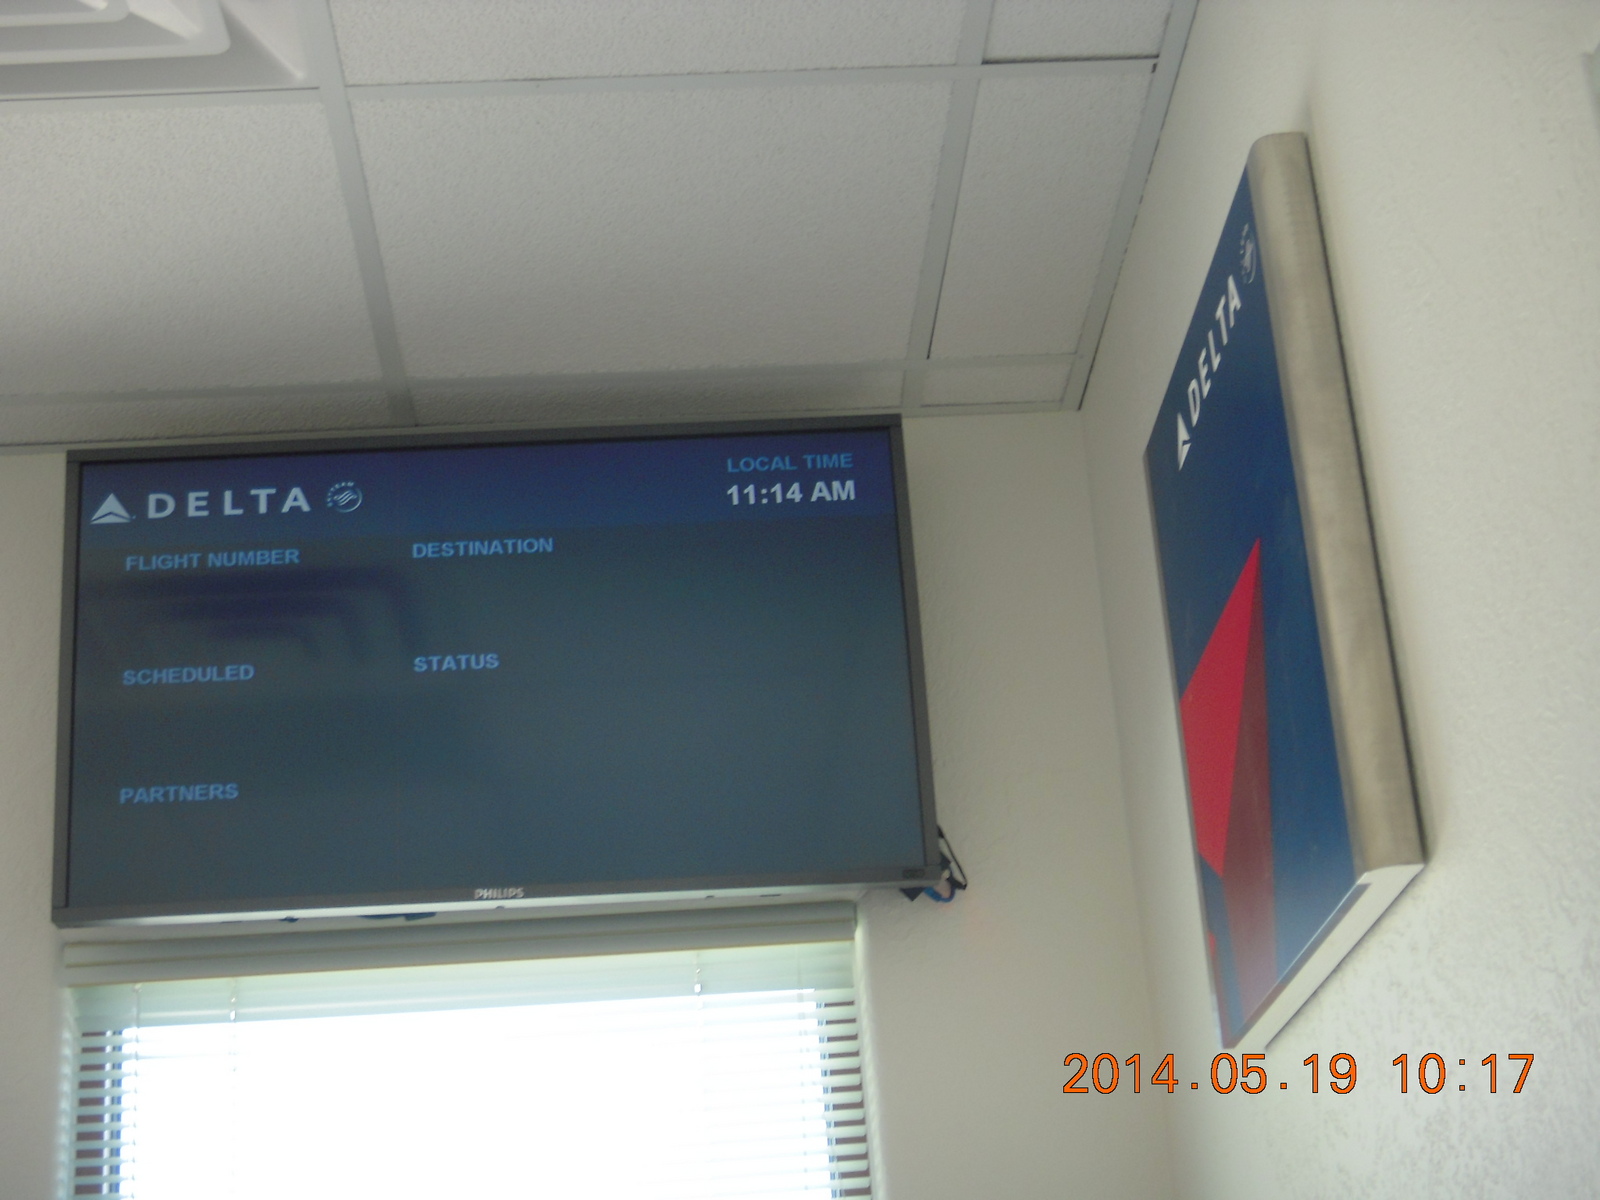 DELTA
LOCAL TIME
11:14 AM
FLIGHT NUMBER
DESTINATION
SCHEDULED
STATUS
PARTNERS
PHILIPS
DELTA
2014.05.19 10:17